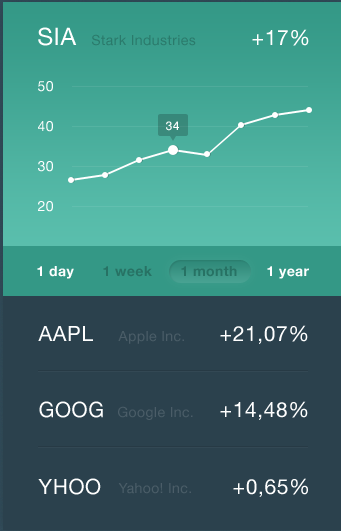 SIA Stark Industries +17%
50
40
34
30
20
1 day 1 week 1 month 1 year
AAPL Apple Inc. +21,07%
GOOG Google Inc. +14,48%
YHOO Yahoo! Inc. +0,65%